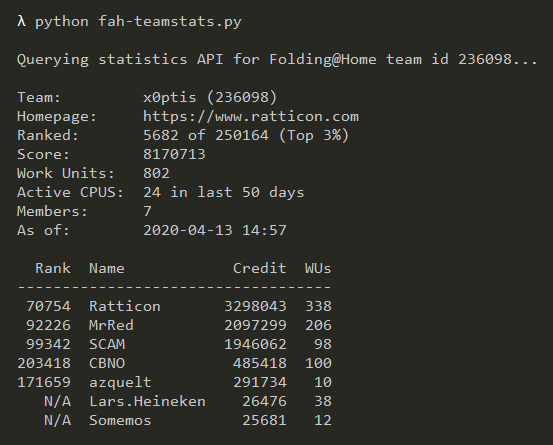 λ python fah-teamstats.py
Querying statistics API for Folding@Home team id 236098...
Team: x0ptis (236098)
Homepage: https://www.ratticon.com
Ranked: 5682 of 250164 (Top 3%)
Score: 8170713
Work Units: 802
Active CPUS: 24 in last 50 days
Members: 7
As of: 2020-04-13 14:57
Rank Name Credit WUs
-----------------------------------
70754 Ratticon 3298043 338
92226 MrRed 2097299 206
99342 SCAM 1946062 98
203418 CBNO 485418 100
171659 azquelt 291734 10
N/A Lars.Heineken 26476 38
N/A Somemos 25681 12